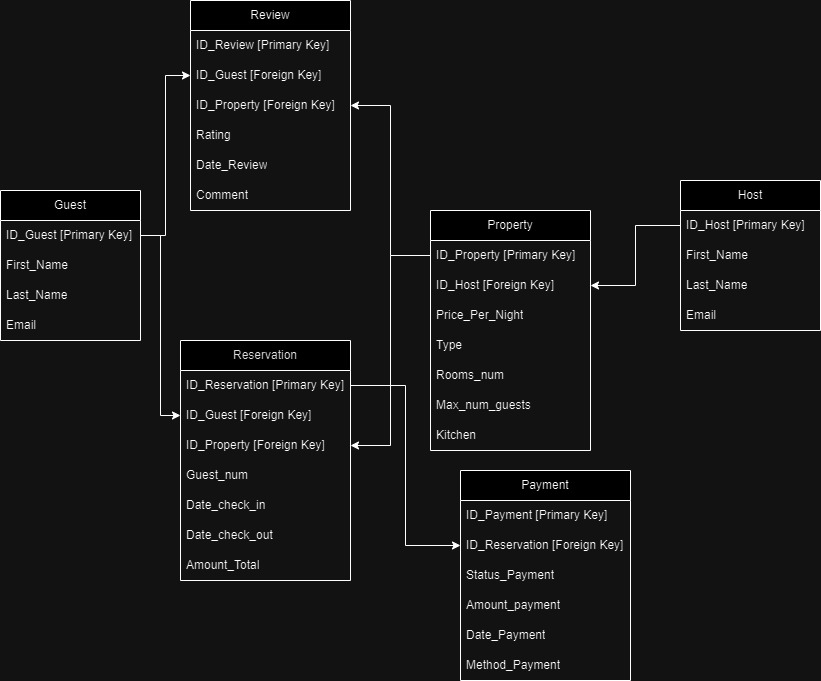 Review
ID_Review [Primary Key]
ID_Guest [Foreign Key]
ID_Property [Foreign Key]
Rating
Date_Review
Comment
Guest
ID_Guest [Primary Key]
First_Name
Last_Name
Email
Property
ID_Property [Primary Key]
ID_Host [Foreign Key]
Price_Per_Night
Type
Rooms_num
Max_num_guests
Kitchen
Host
ID_Host [Primary Key]
First_Name
Last_Name
Email
Reservation
ID_Reservation [Primary Key]
ID_Guest [Foreign Key]
ID_Property [Foreign Key]
Guest_num
Date_check_in
Date_check_out
Amount_Total
Payment
ID_Payment [Primary Key]
ID_Reservation [Foreign Key]
Status_Payment
Amount_payment
Date_Payment
Method_Payment